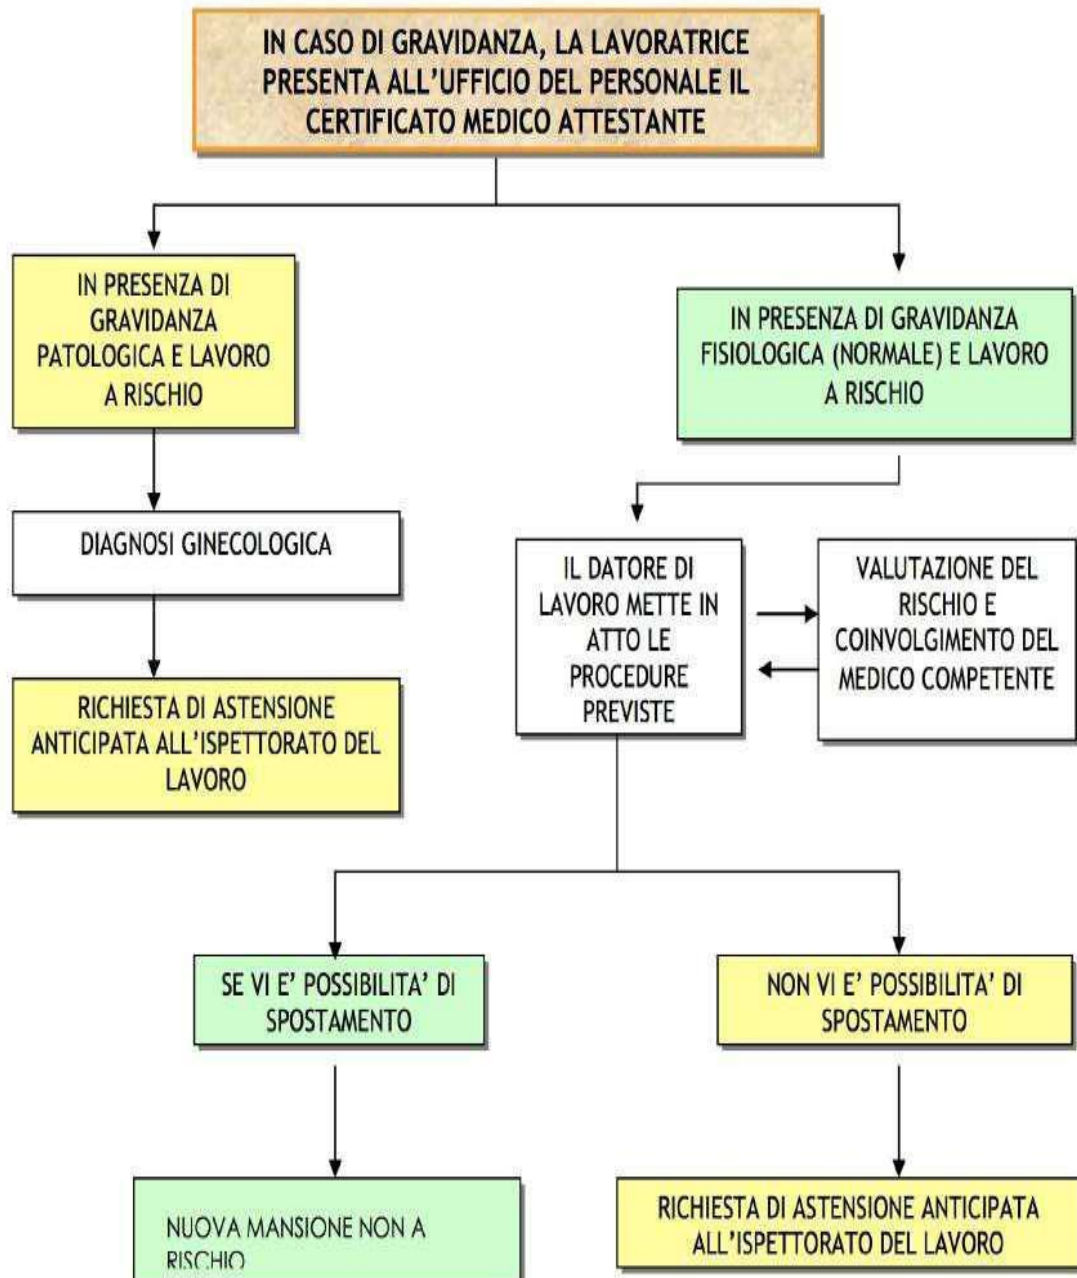 IN CASO DI GRAVIDANZA, LA LAVORATRICE
PRESENTA ALL'UFFICIO DEL PERSONALE IL
CERTIFICATO MEDICO ATTESTANTE
IN PRESENZA DI
GRAVIDANZA
PATOLOGICA E LAVORO
A RISCHIO
IN PRESENZA DI GRAVIDANZA
FISIOLOGICA (NORMALE) E LAVORO
A RISCHIO
DIAGNOSI GINECOLOGICA
IL DATORE DI
LAVORO METTE IN
ATTO LE
PROCEDURE
PREVISTE
VALUTAZIONE DEL
RISCHIO E
COINVOLGIMENTO DEL
MEDICO COMPETENTE
RICHIESTA DI ASTENSIONE
ANTICIPATA ALL'ISPETTORATO DEL
LAVORO
SE VI E' POSSIBILITA' DI
SPOSTAMENTO
NON VI E' POSSIBILITA' DI
SPOSTAMENTO
NUOVA MANSIONE NON A
RISCHIO
RICHIESTA DI ASTENSIONE ANTICIPATA
ALL'ISPETTORATO DEL LAVORO